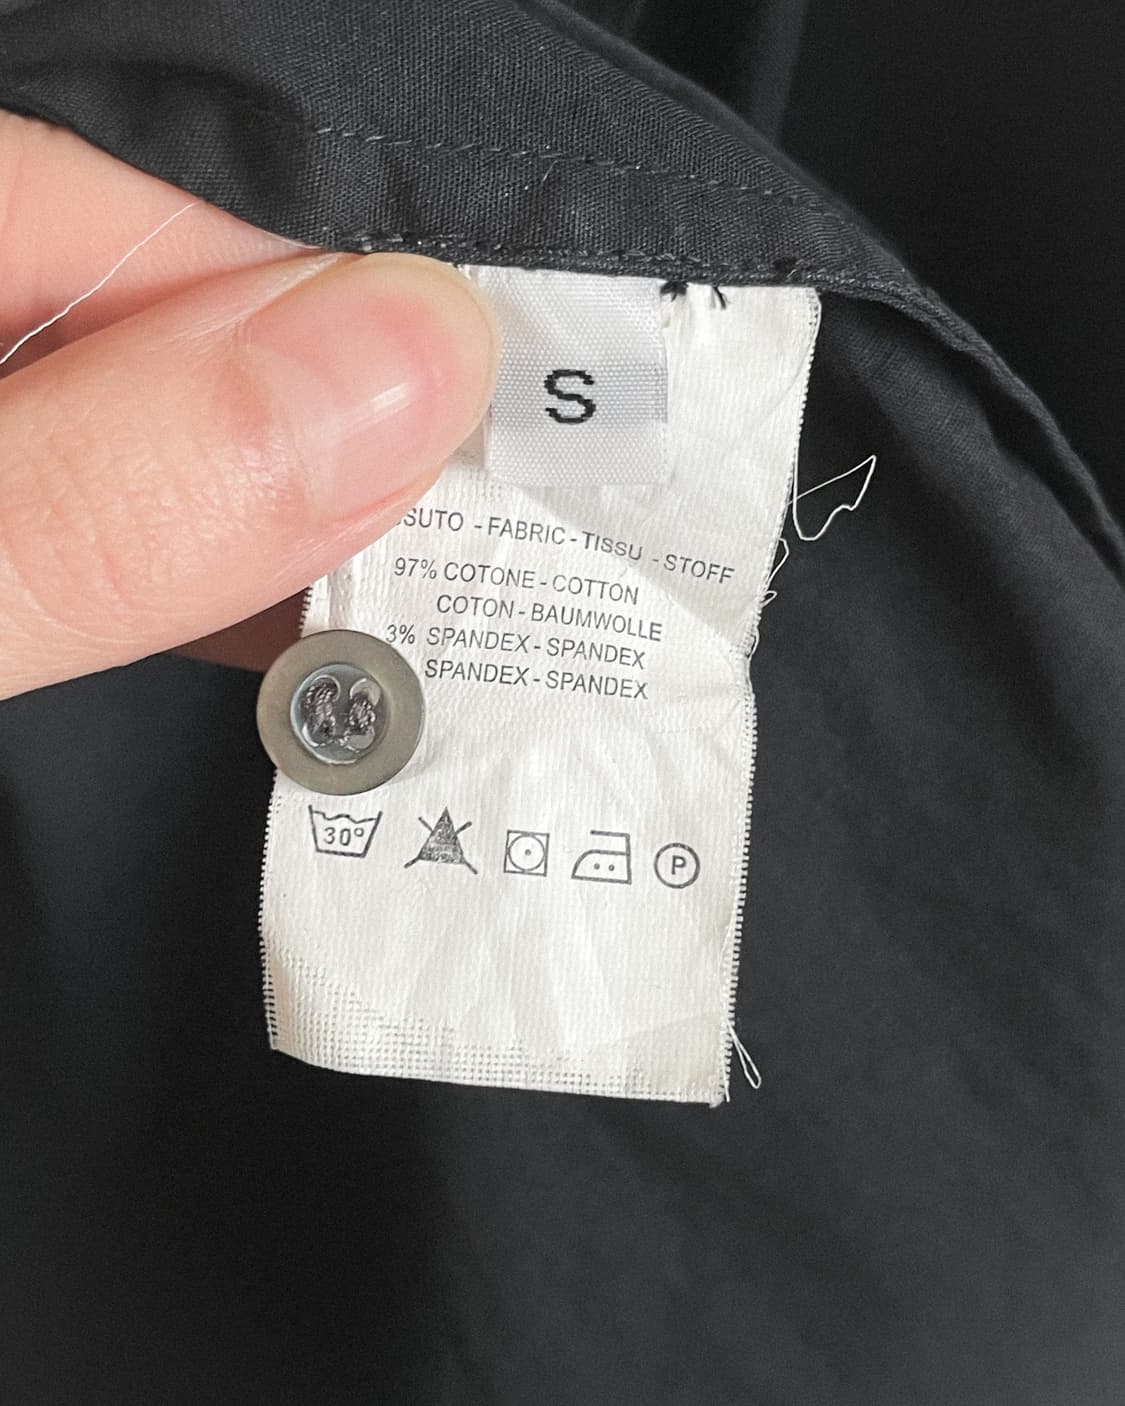 S
SUTO - FABRIC - TISSU - STOFF
97% COTONE - COTTON
COTON - BAUMWOLLE
3% SPANDEX - SPANDEX
SPANDEX - SPANDEX
30° P